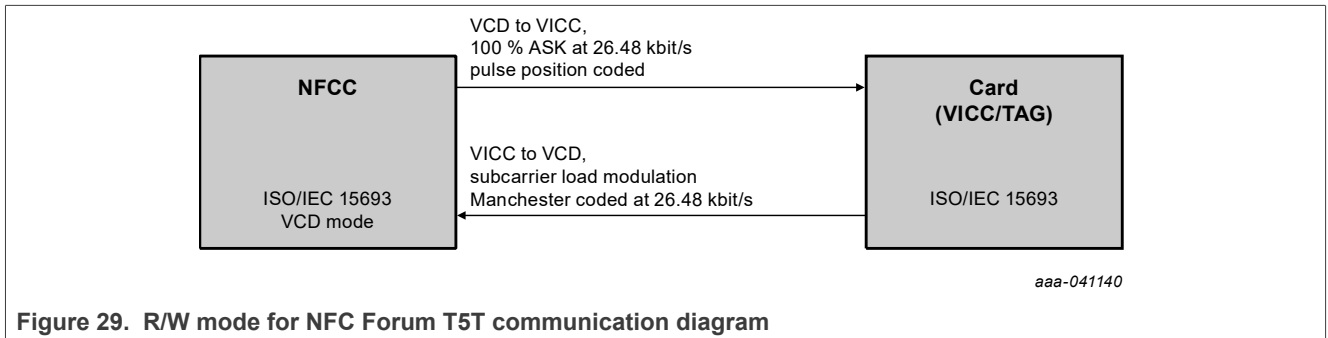 VCD to VICC,
100 % ASK at 26.48 kbit/s
pulse position coded
NFCC
Card
(VICC/TAG)
VICC to VCD,
subcarrier load modulation
Manchester coded at 26.48 kbit/s
ISO/IEC 15693
VCD mode
ISO/IEC 15693
aaa-041140
Figure 29. R/W mode for NFC Forum T5T communication diagram